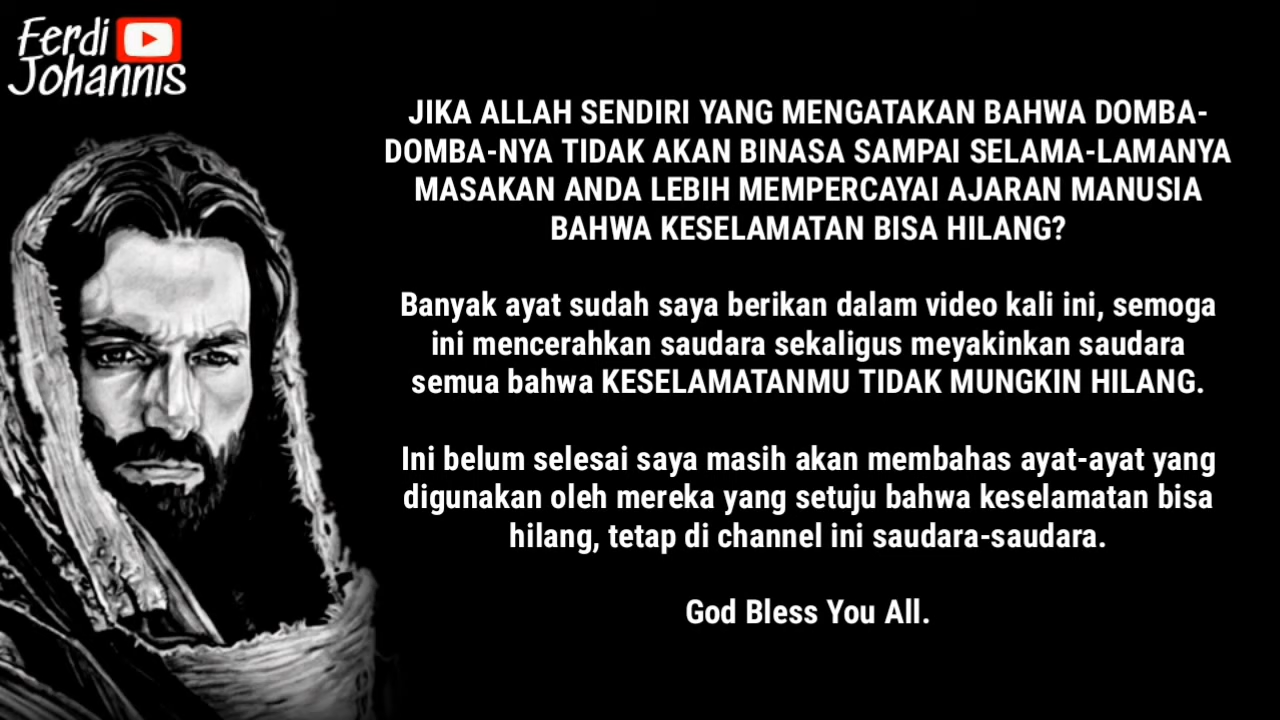 Ferdi
Johannis
JIKA ALLAH SENDIRI YANG MENGATAKAN BAHWA DOMBA-
DOMBA-NYA TIDAK AKAN BINASA SAMPAI SELAMA-LAMANYA
MASAKAN ANDA LEBIH MEMPERCAYAI AJARAN MANUSIA
BAHWA KESELAMATAN BISA HILANG?
Banyak ayat sudah saya berikan dalam video kali ini, semoga
ini mencerahkan saudara sekaligus meyakinkan saudara
semua bahwa KESELAMATANMU TIDAK MUNGKIN HILANG.
Ini belum selesai saya masih akan membahas ayat-ayat yang
digunakan oleh mereka yang setuju bahwa keselamatan bisa
hilang, tetap di channel ini saudara-saudara.
God Bless You All.